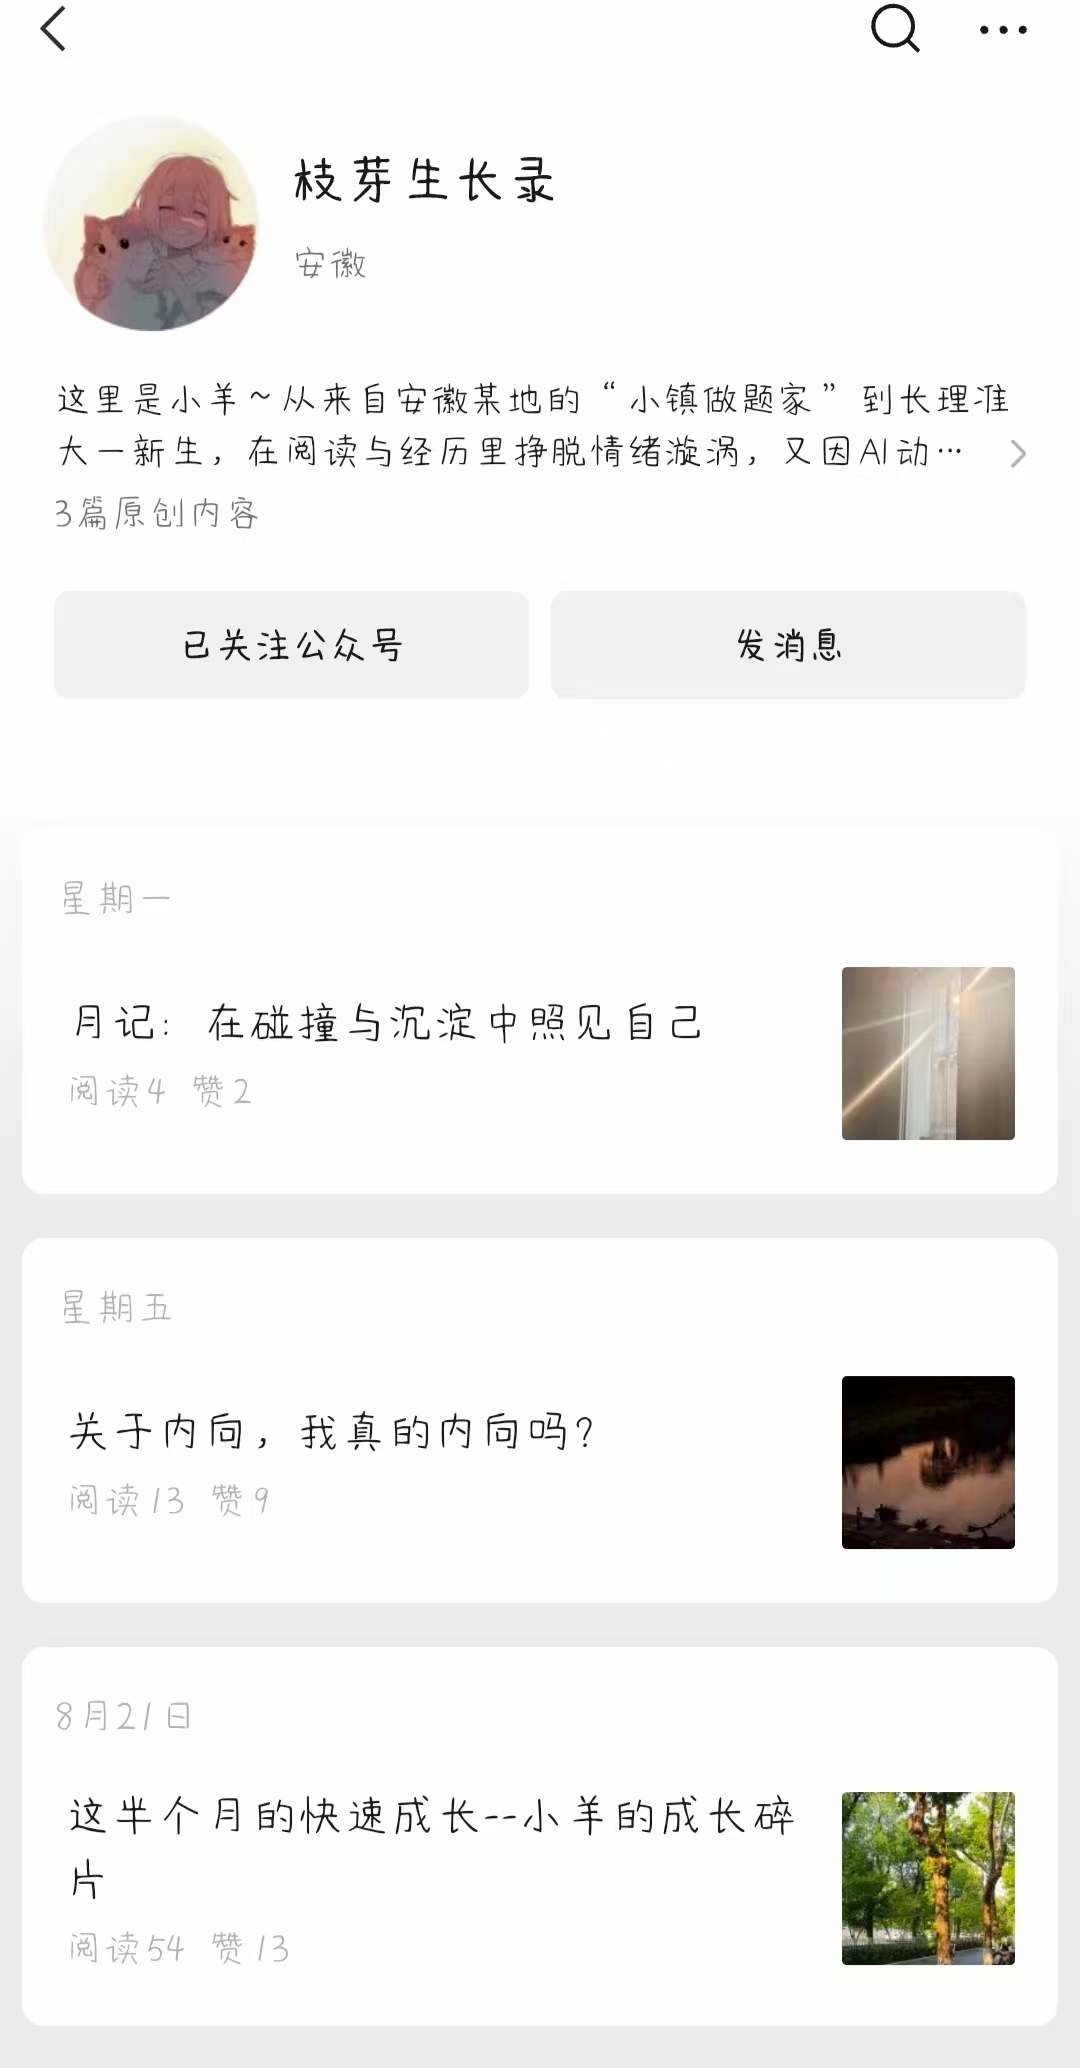 枝芽生长录
安徽
这里是小羊~从来自安徽某地的“小镇做题家”到长理准
大一新生，在阅读与经历里挣脱情绪漩涡，又因AI动…
3篇原创内容
已关注公众号
发消息
星期一
月记：在碰撞与沉淀中照见自己
阅读4 赞2
星期五
关于内向，我真的内向吗？
阅读13 赞9
8月21日
这半个月的快速成长--小羊的成长碎
片
阅读54 赞13